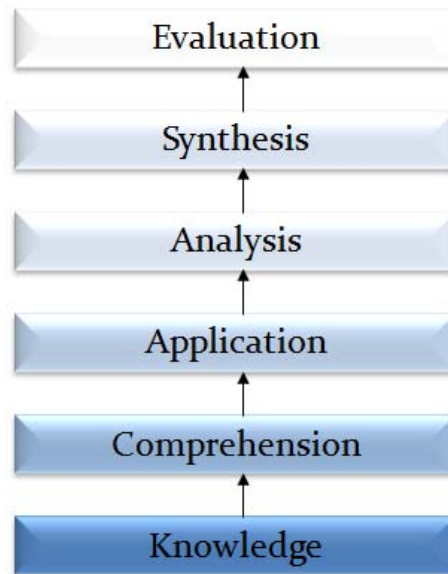 Evaluation
Synthesis
Analysis
Application
Comprehension
Knowledge